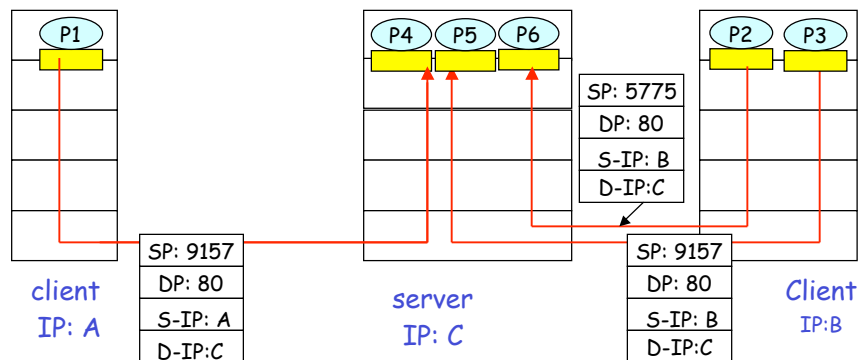 P1
P4
P5
P6
P2
P3
SP: 5775
DP: 80
S-IP: B
D-IP:C
SP: 9157
DP: 80
S-IP: A
D-IP:C
SP: 9157
DP: 80
S-IP: B
D-IP:C
client
IP: A
server
IP: C
Client
IP:B